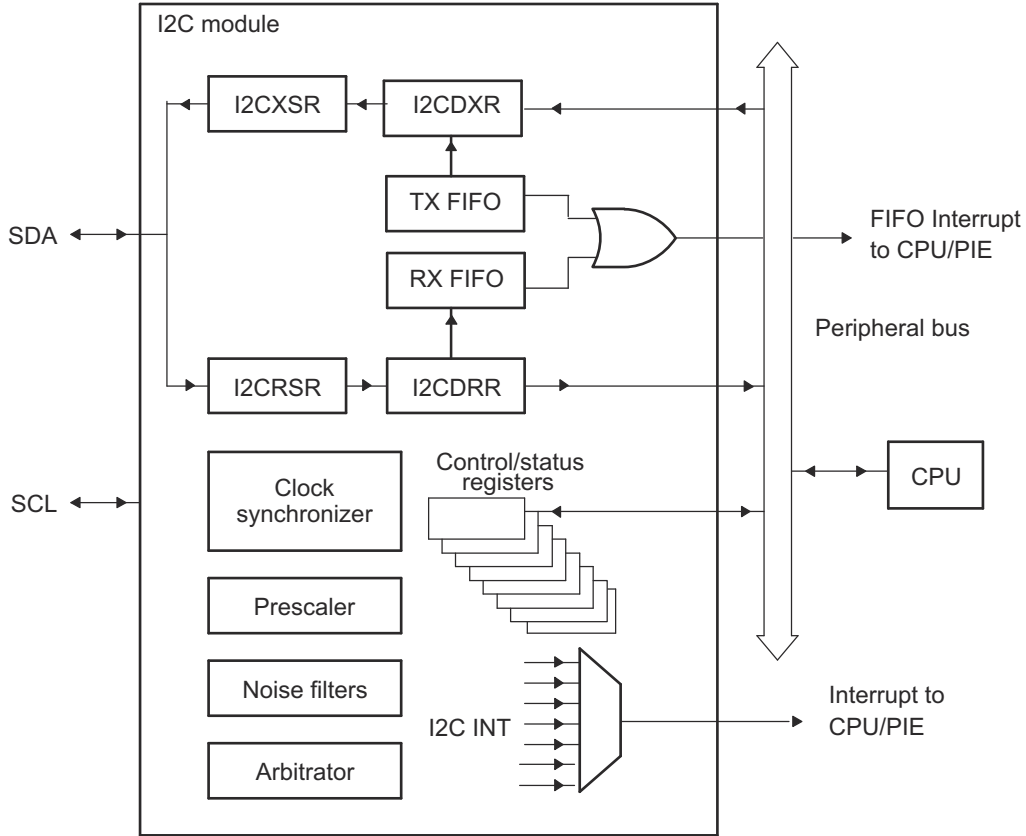 I2C module
I2CXSR
I2CDXR
TX FIFO
SDA
FIFO Interrupt
to CPU/PIE
RX FIFO
Peripheral bus
I2CRSR
I2CDRR
Control/status
registers
Clock
synchronizer
SCL
CPU
Prescaler
Noise filters
I2C INT
Interrupt to
CPU/PIE
Arbitrator